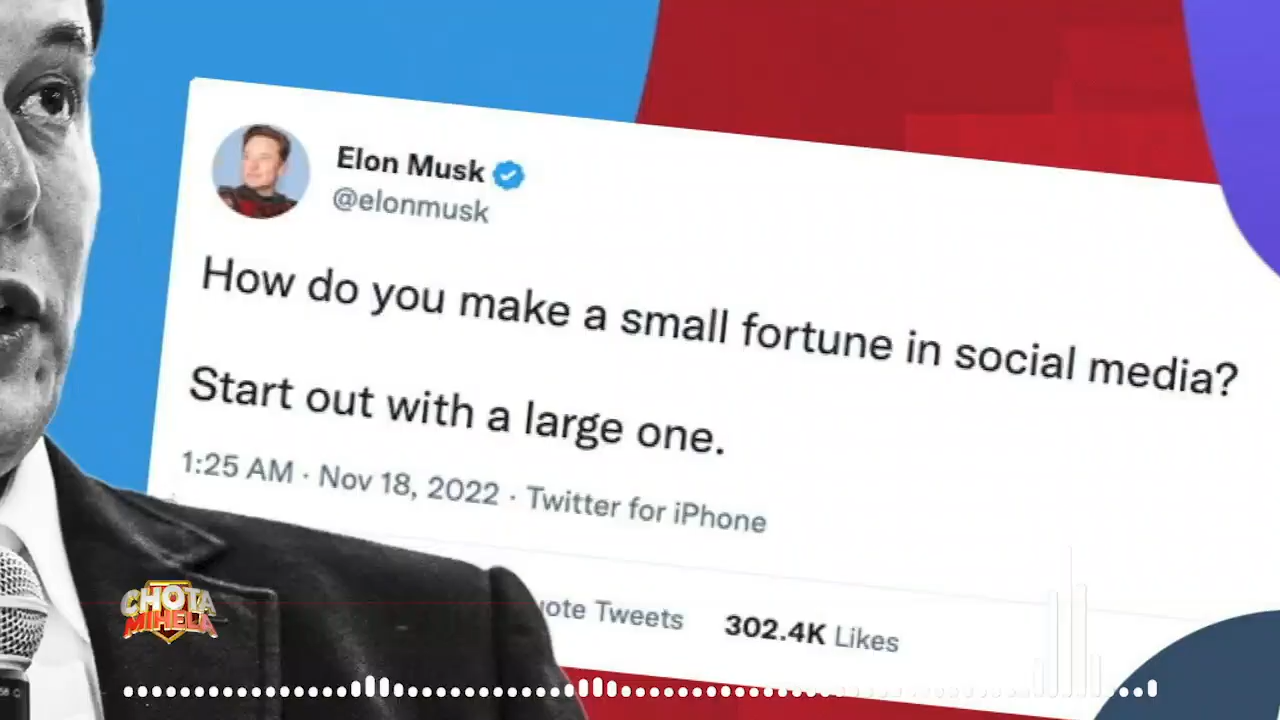 Elon Musk
@elonmusk
How do you make a small fortune in social media?
Start out with a large one.
1:25 AM · Nov 18, 2022 · Twitter for iPhone
Tweets 302.4K Likes
CHOTA
MIHELA